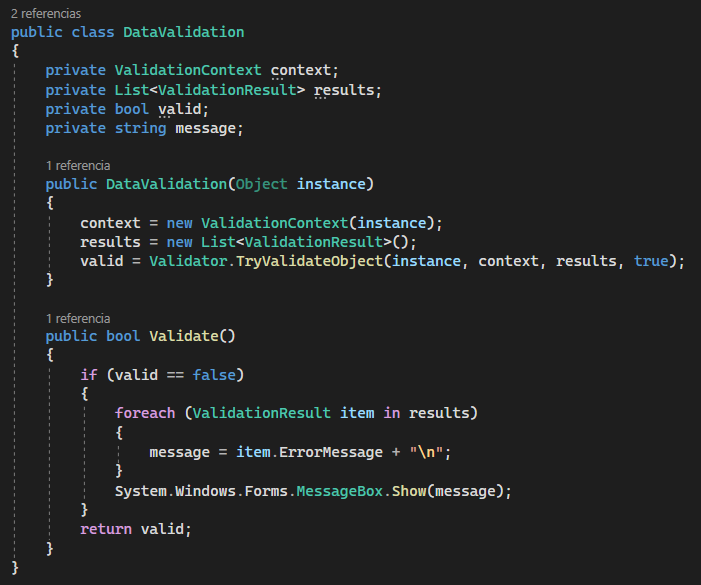 2 referencias
public class DataValidation
{
    private ValidationContext context;
    private List<ValidationResult> results;
    private bool valid;
    private string message;

    1 referencia
    public DataValidation(Object instance)
    {
        context = new ValidationContext(instance);
        results = new List<ValidationResult>();
        valid = Validator.TryValidateObject(instance, context, results, true);
    }

    1 referencia
    public bool Validate()
    {
        if (valid == false)
        {
            foreach (ValidationResult item in results)
            {
                message = item.ErrorMessage + "\n";
            }
            System.Windows.Forms.MessageBox.Show(message);
        }
        return valid;
    }
}